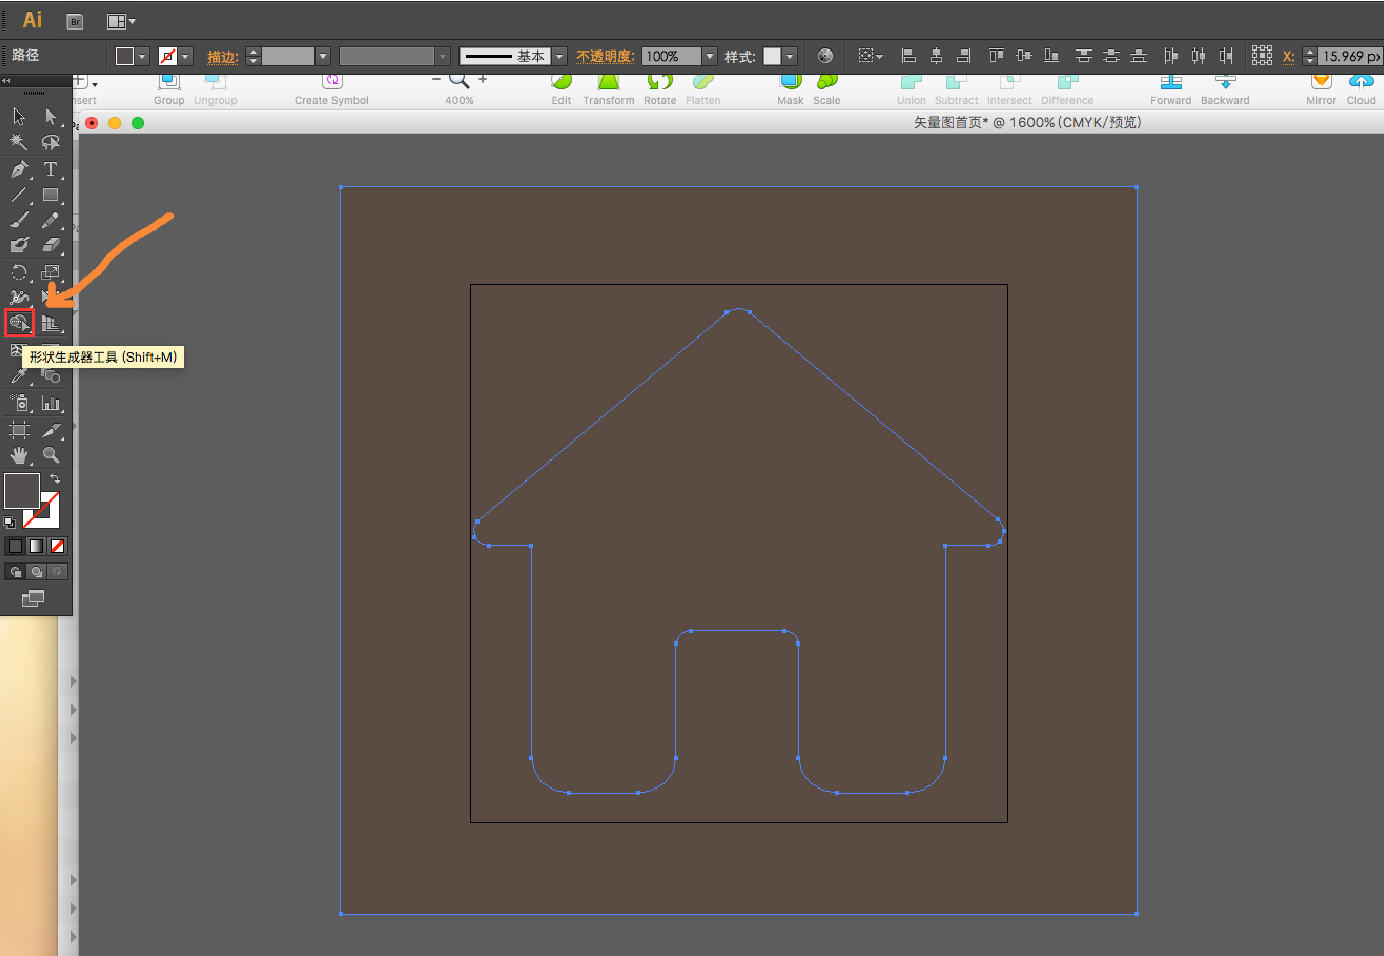 Ai Br
路径 描边: 基本 不透明度: 100% 样式: X: 15.969 px
nsert Group Ungroup Create Symbol 400% Edit Transform Rotate Flatten Mask Scale Union Subtract Intersect Difference Forward Backward Mirror Cloud
矢量图首页* @ 1600%(CMYK/预览)
Pa
T
Pa
形状生成器工具 (Shift+M)